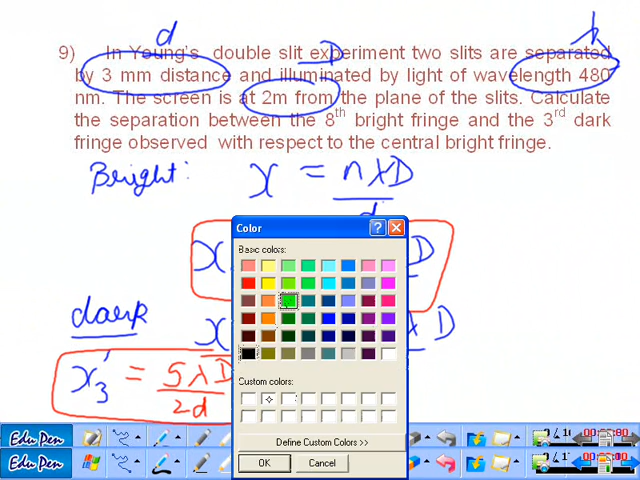 d D λ
9) In Young's double slit experiment two slits are separated
by 3 mm distance and illuminated by light of wavelength 480
nm. The screen is at 2m from the plane of the slits. Calculate
the separation between the 8th bright fringe and the 3rd dark
fringe observed with respect to the central bright fringe.
Bright: x = nλD
d
Color
Basic colors:
x D
dark x D
x'3 = 5λD
2d
Custom colors:
Define Custom Colors >>
OK Cancel
Edu Pen
Edu Pen